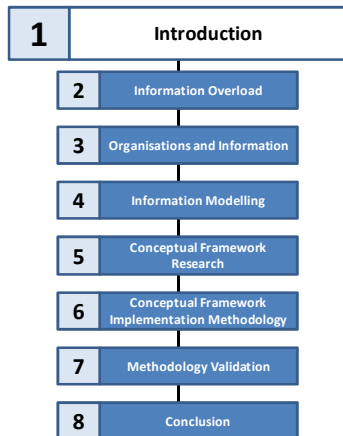 1 Introduction
2 Information Overload
3 Organisations and Information
4 Information Modelling
5 Conceptual Framework
Research
6 Conceptual Framework
Implementation Methodology
7 Methodology Validation
8 Conclusion